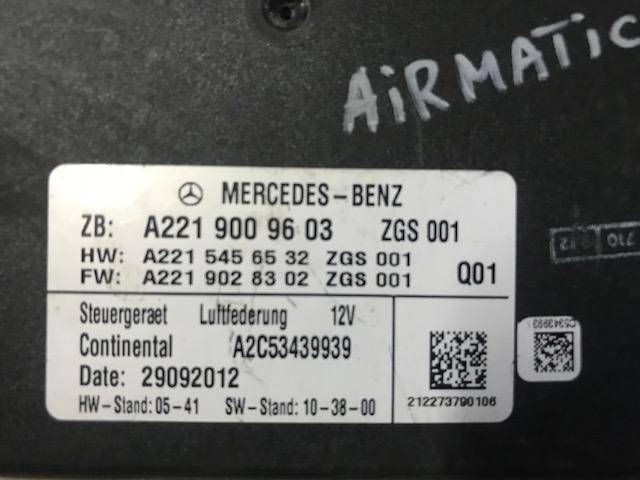 AiRMATiC
MERCEDES-BENZ
ZB: A221 900 96 03 ZGS 001
HW: A221 545 65 32 ZGS 001
FW: A221 902 83 02 ZGS 001 Q01
Steuergeraet Luftfederung 12V
Continental A2C53439939
Date: 29092012
HW-Stand: 05-41 SW-Stand: 10-38-00
212273790106
710